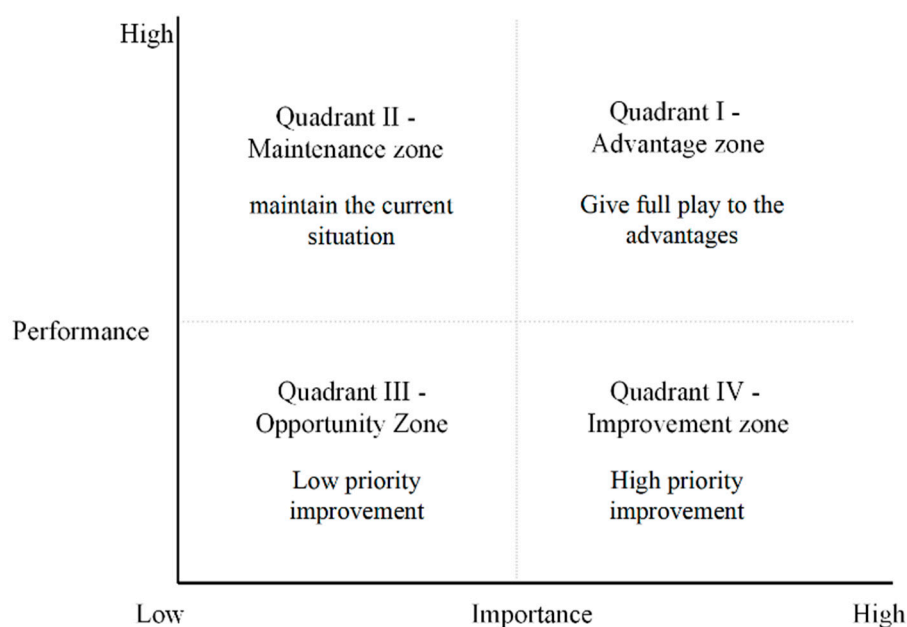 High
Quadrant II -
Maintenance zone
maintain the current
situation
Quadrant I -
Advantage zone
Give full play to the
advantages
Performance
Quadrant III -
Opportunity Zone
Low priority
improvement
Quadrant IV -
Improvement zone
High priority
improvement
Low
Importance
High